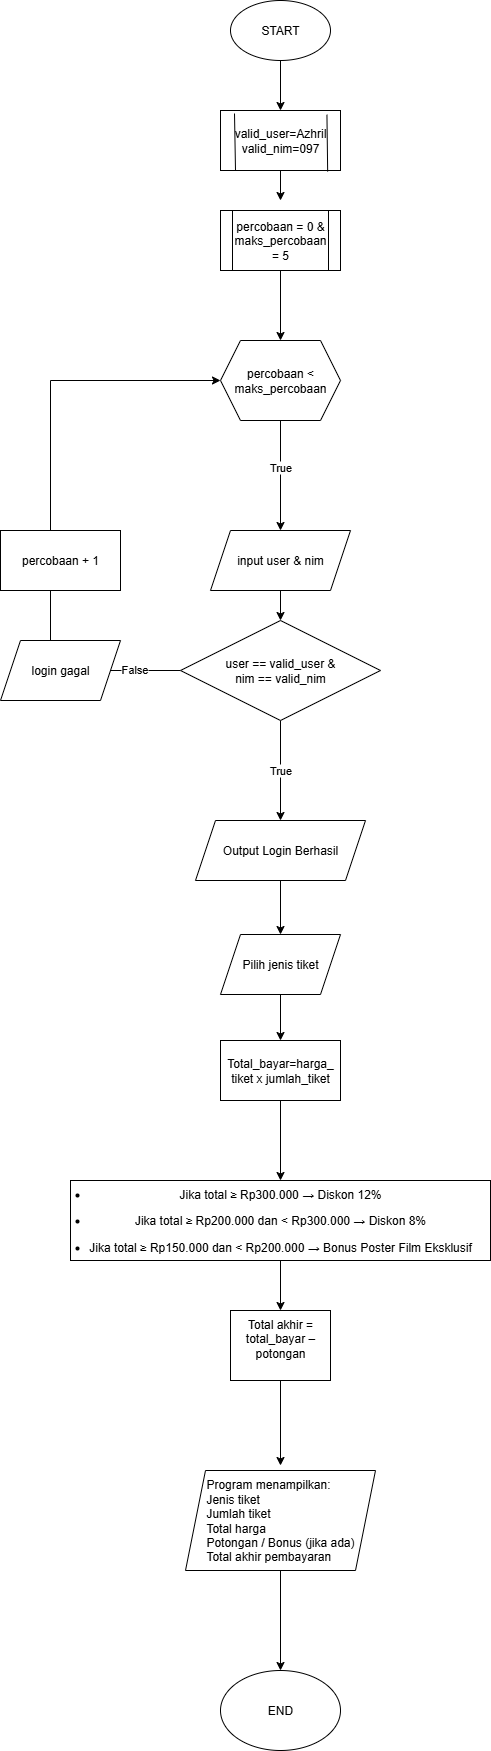 START
valid_user=Azhril
valid_nim=097
percobaan = 0 &
maks_percobaan
= 5
percobaan <
maks_percobaan
True
percobaan + 1
input user & nim
login gagal
False
user == valid_user &
nim == valid_nim
True
Output Login Berhasil
Pilih jenis tiket
Total_bayar=harga_
tiket x jumlah_tiket
• Jika total ≥ Rp300.000 → Diskon 12%
• Jika total ≥ Rp200.000 dan < Rp300.000 → Diskon 8%
• Jika total ≥ Rp150.000 dan < Rp200.000 → Bonus Poster Film Eksklusif
Total akhir =
total_bayar –
potongan
Program menampilkan:
Jenis tiket
Jumlah tiket
Total harga
Potongan / Bonus (jika ada)
Total akhir pembayaran
END